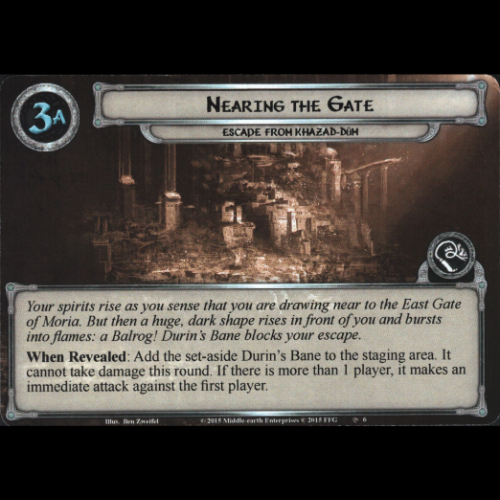 3A
NEARING THE GATE
ESCAPE FROM KHAZAD-DÛM
Your spirits rise as you sense that you are drawing near to the East Gate
of Moria. But then a huge, dark shape rises in front of you and bursts
into flames: a Balrog! Durin's Bane blocks your escape.
When Revealed: Add the set-aside Durin's Bane to the staging area. It
cannot take damage this round. If there is more than 1 player, it makes an
immediate attack against the first player.
Illus. Ben Zweifel
© 2015 Middle-earth Enterprises © 2015 FFG
6